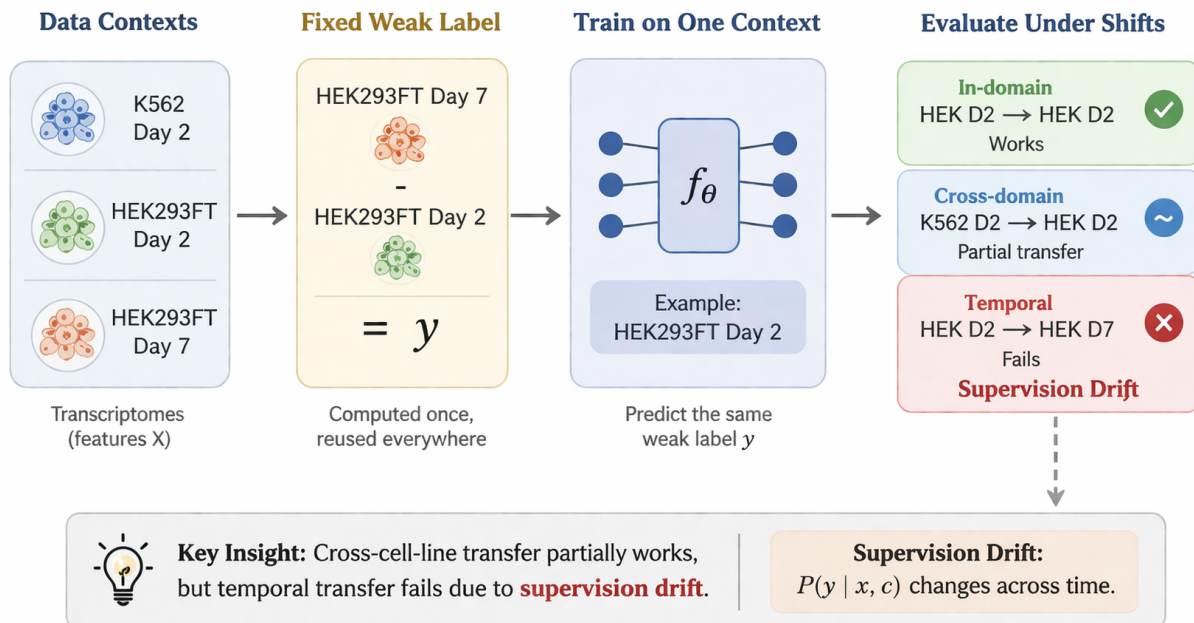 Data Contexts
K562
Day 2
HEK293FT
Day 2
HEK293FT
Day 7
Transcriptomes
(features X)
Fixed Weak Label
HEK293FT Day 7
-
HEK293FT Day 2
= y
Computed once,
reused everywhere
Train on One Context
fθ
Example:
HEK293FT Day 2
Predict the same
weak label y
Evaluate Under Shifts
In-domain
HEK D2 → HEK D2
Works
Cross-domain
K562 D2 → HEK D2
Partial transfer
~
Temporal
HEK D2 → HEK D7
Fails
Supervision Drift
Key Insight: Cross-cell-line transfer partially works,
but temporal transfer fails due to supervision drift.
Supervision Drift:
P(y | x, c) changes across time.